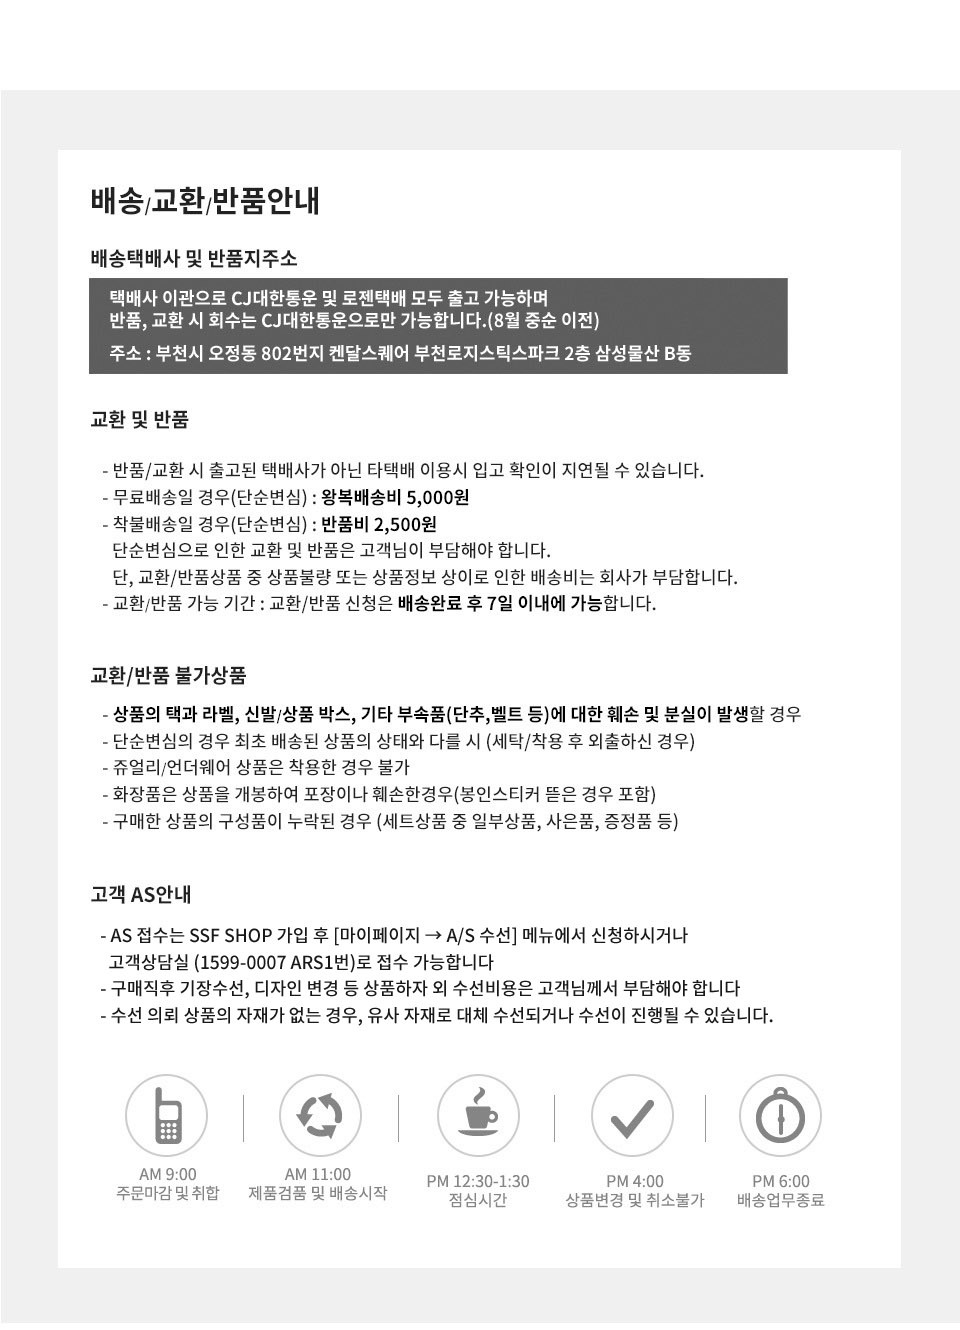 배송/교환/반품안내
배송택배사 및 반품지주소
택배사 이관으로 CJ대한통운 및 로젠택배 모두 출고 가능하며
반품, 교환 시 회수는 CJ대한통운으로만 가능합니다.(8월 중순 이전)
주소 : 부천시 오정동 802번지 켄달스퀘어 부천로지스틱스파크 2층 삼성물산 B동
교환 및 반품
- 반품/교환 시 출고된 택배사가 아닌 타택배 이용시 입고 확인이 지연될 수 있습니다.
- 무료배송일 경우(단순변심) : 왕복배송비 5,000원
- 착불배송일 경우(단순변심) : 반품비 2,500원
단순변심으로 인한 교환 및 반품은 고객님이 부담해야 합니다.
단, 교환/반품상품 중 상품불량 또는 상품정보 상이로 인한 배송비는 회사가 부담합니다.
- 교환/반품 가능 기간 : 교환/반품 신청은 배송완료 후 7일 이내에 가능합니다.
교환/반품 불가상품
- 상품의 택과 라벨, 신발/상품 박스, 기타 부속품(단추,벨트 등)에 대한 훼손 및 분실이 발생할 경우
- 단순변심의 경우 최초 배송된 상품의 상태와 다를 시 (세탁/착용 후 외출하신 경우)
- 쥬얼리/언더웨어 상품은 착용한 경우 불가
- 화장품은 상품을 개봉하여 포장이나 훼손한경우(봉인스티커 뜯은 경우 포함)
- 구매한 상품의 구성품이 누락된 경우 (세트상품 중 일부상품, 사은품, 증정품 등)
고객 AS안내
- AS 접수는 SSF SHOP 가입 후 [마이페이지 → A/S 수선] 메뉴에서 신청하시거나
고객상담실 (1599-0007 ARS1번)로 접수 가능합니다
- 구매직후 기장수선, 디자인 변경 등 상품하자 외 수선비용은 고객님께서 부담해야 합니다
- 수선 의뢰 상품의 자재가 없는 경우, 유사 자재로 대체 수선되거나 수선이 진행될 수 있습니다.
AM 9:00
주문마감 및 취합
AM 11:00
제품검품 및 배송시작
PM 12:30-1:30
점심시간
PM 4:00
상품변경 및 취소불가
PM 6:00
배송업무종료